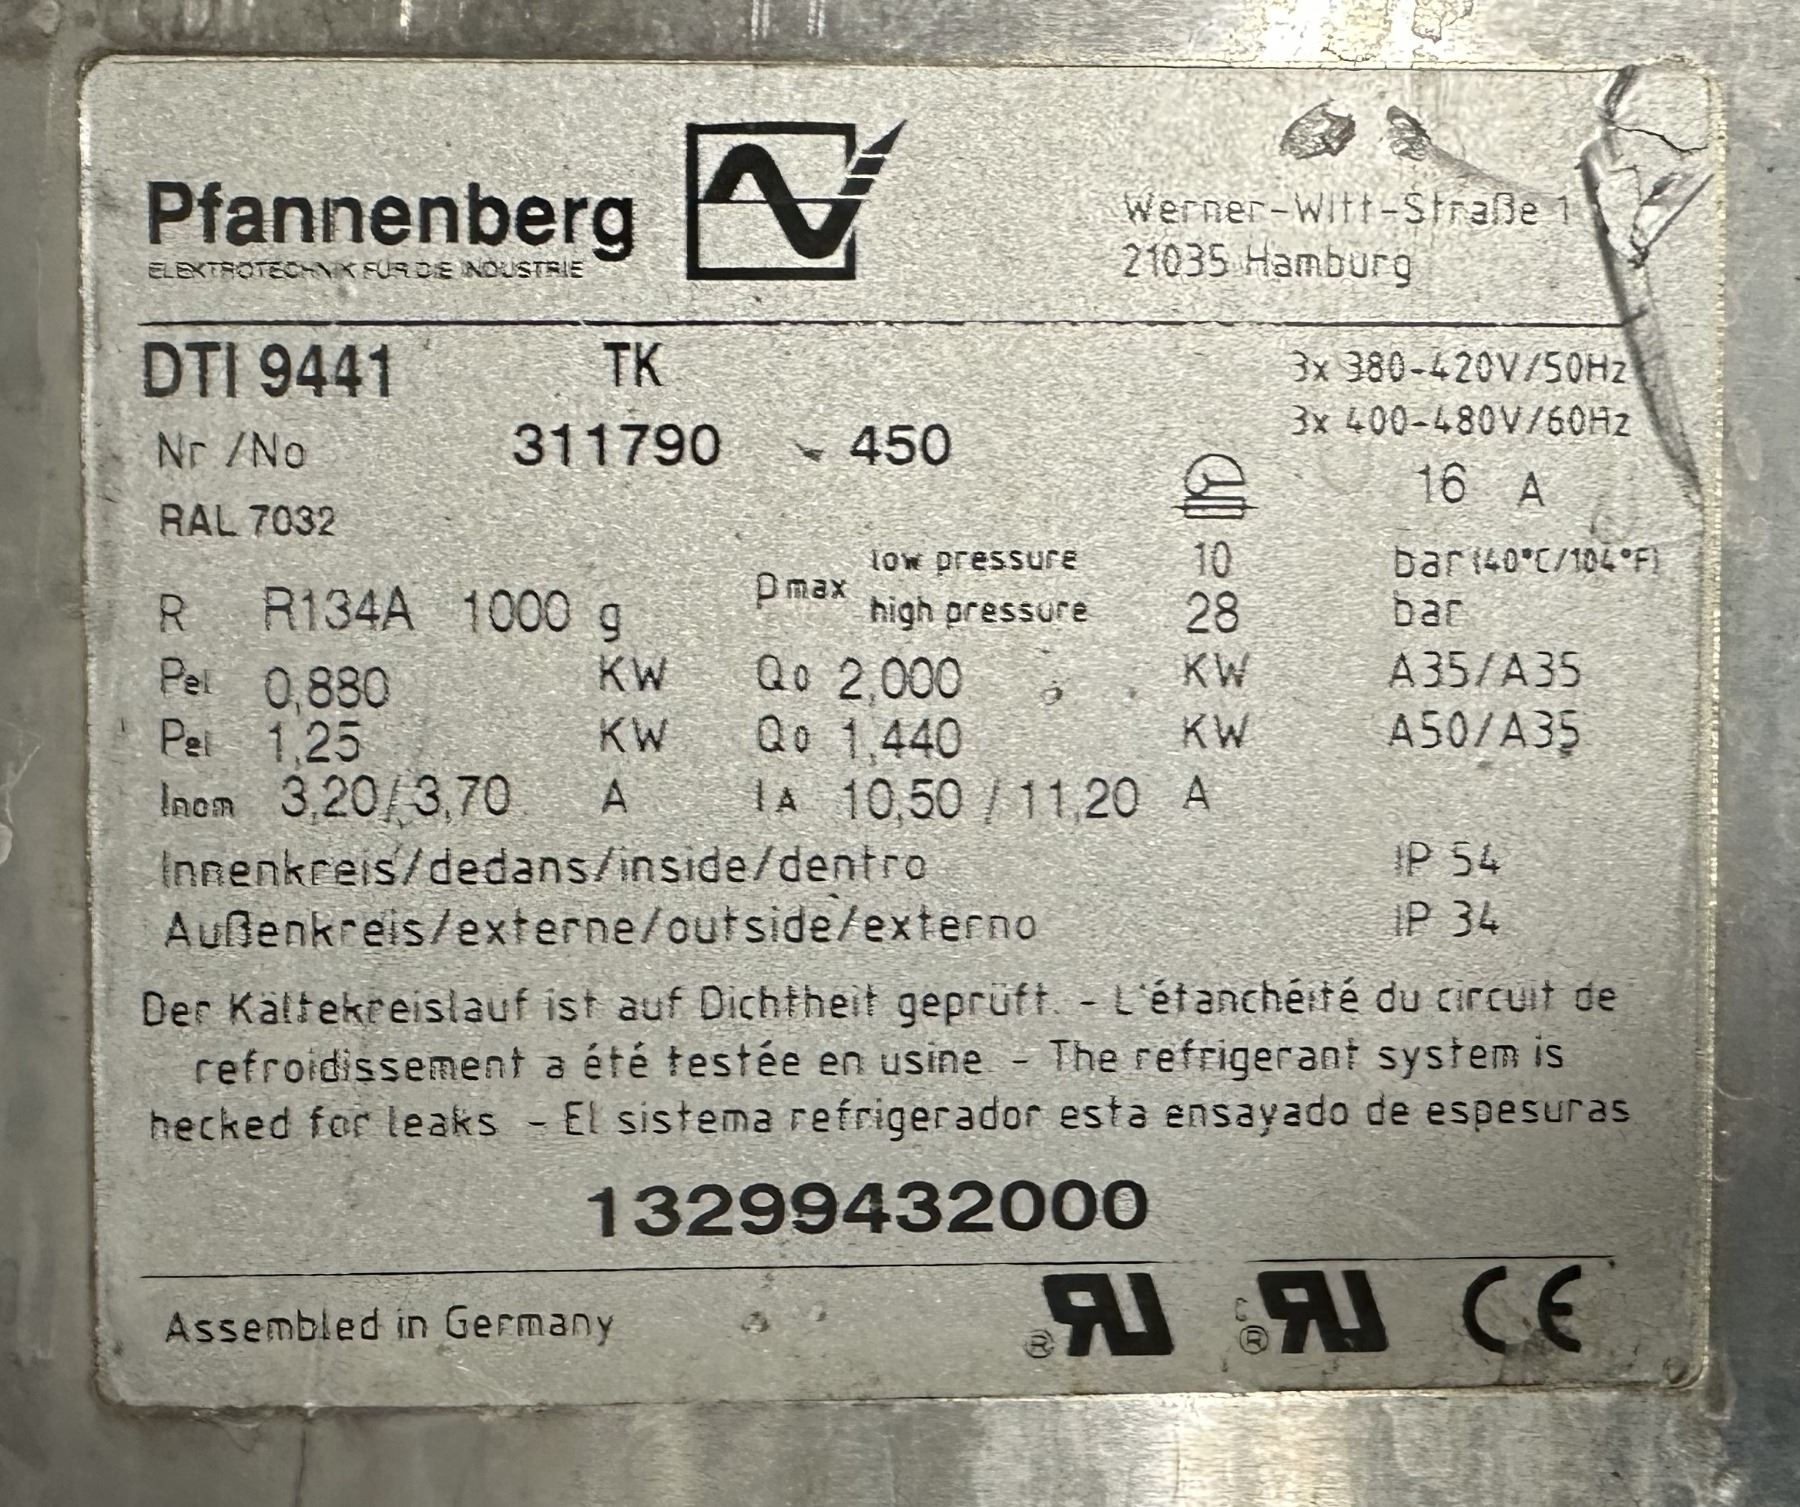 Pfannenberg
ELEKTROTECHNIK FÜR DIE INDUSTRIE
Werner-Witt-Straße 1
21035 Hamburg
DTI 9441 TK 3x 380-420V/50Hz
3x 400-480V/60Hz
Nr /No 311790 - 450
16 A
RAL 7032
low pressure 10 bar (40°C/104°F)
R R134A 1000 g Pmax
high pressure 28 bar
Pel 0,880 KW Q0 2,000 KW A35/A35
Pel 1,25 KW Q0 1,440 KW A50/A35
Inom 3,20/3,70 A IA 10,50 / 11,20 A
Innenkreis/dedans/inside/dentro IP 54
Außenkreis/externe/outside/externo IP 34
Der Kältekreislauf ist auf Dichtheit geprüft. - L'étanchéité du circuit de
refroidissement a été testée en usine - The refrigerant system is
hecked for leaks - El sistema refrigerador esta ensayado de espesuras
13299432000
Assembled in Germany ® RU C ® RU CE